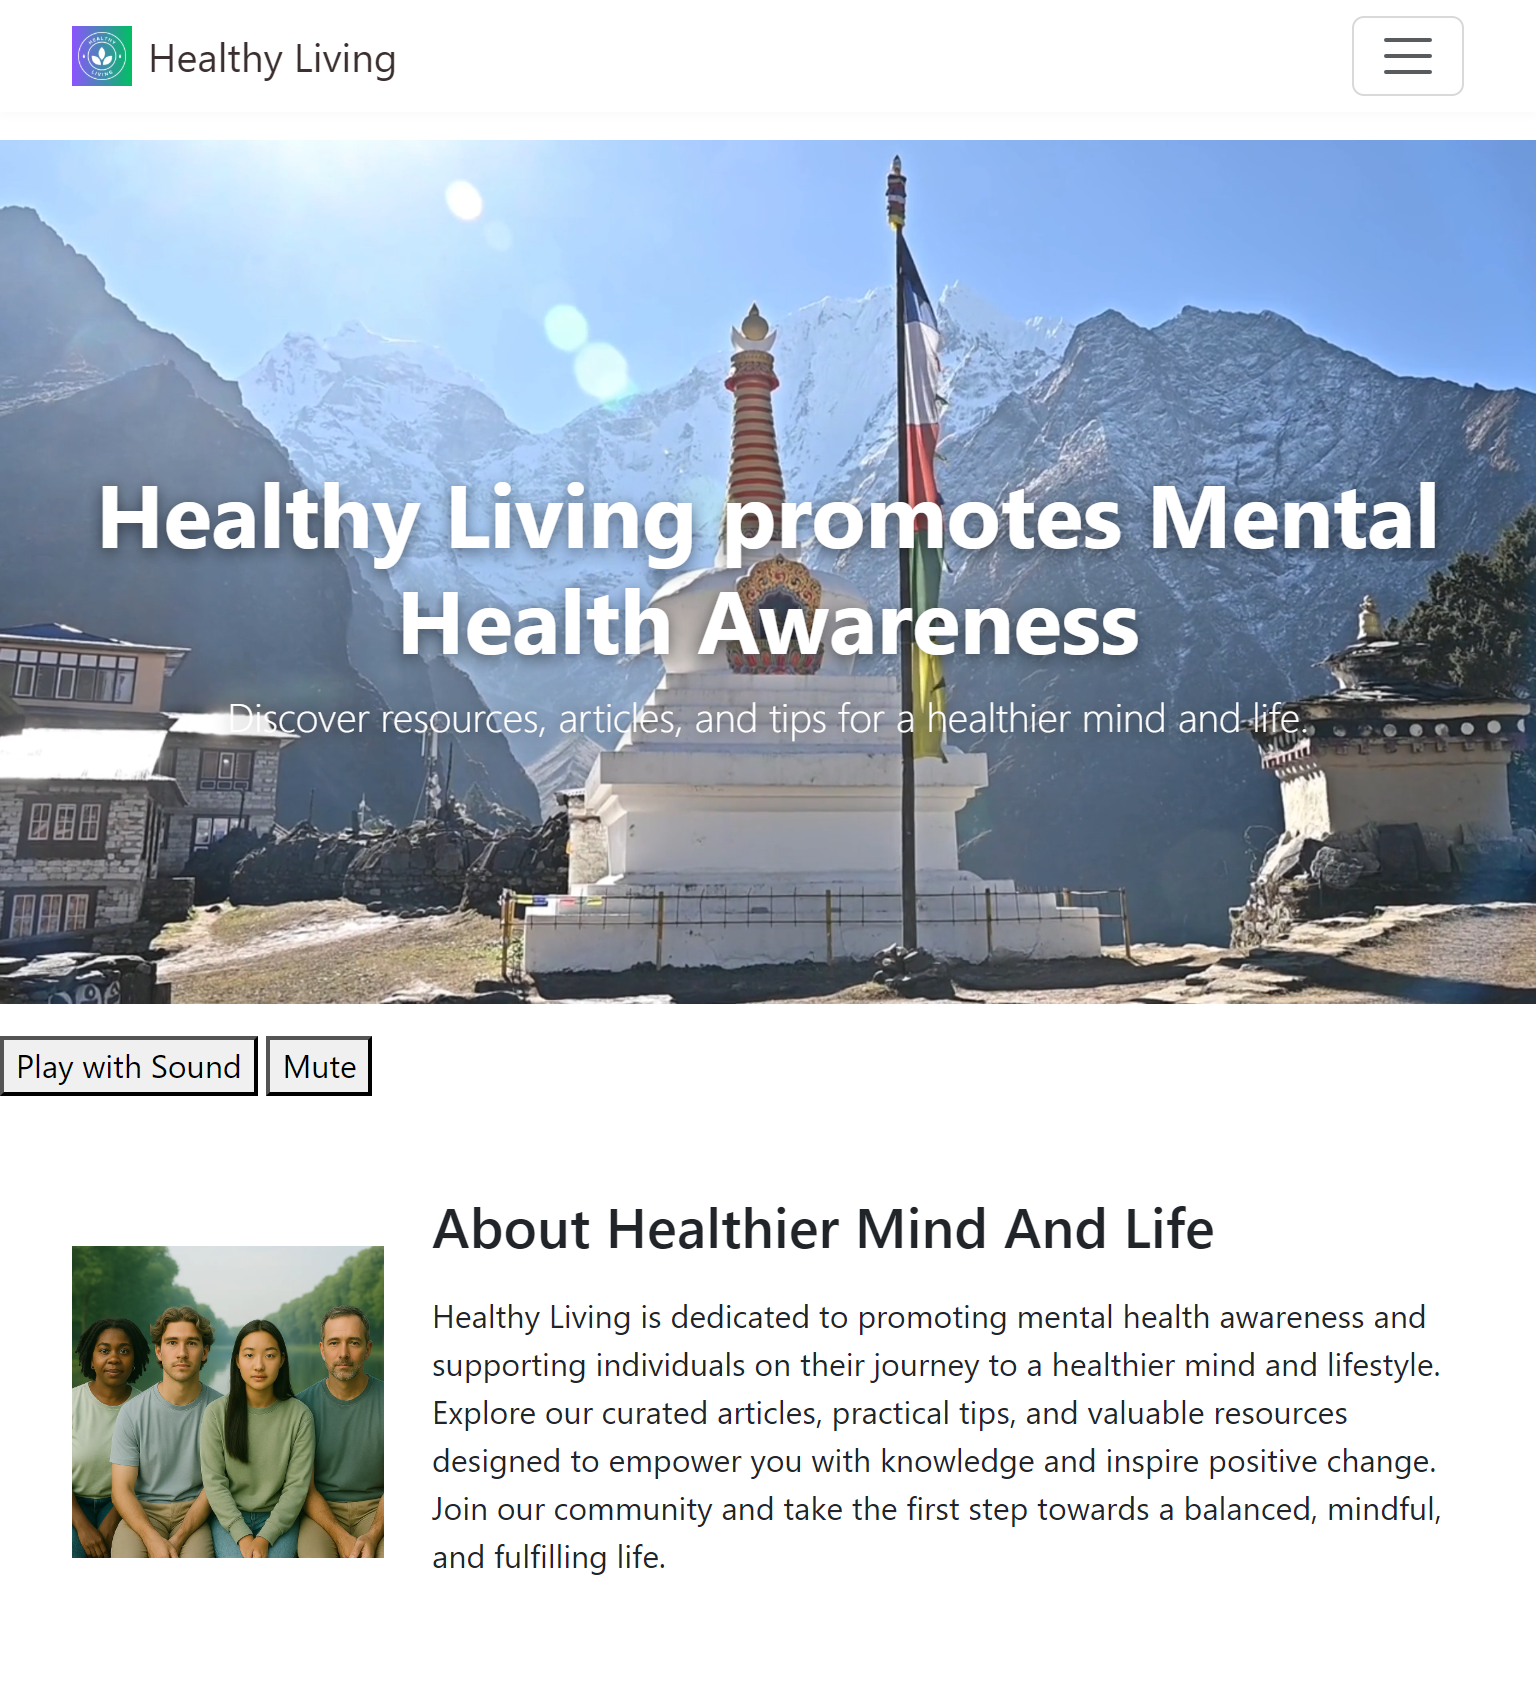 HEALTHY
LIVING
Healthy Living
Healthy Living promotes Mental
Health Awareness
Discover resources, articles, and tips for a healthier mind and life.
Play with Sound
Mute
About Healthier Mind And Life
Healthy Living is dedicated to promoting mental health awareness and
supporting individuals on their journey to a healthier mind and lifestyle.
Explore our curated articles, practical tips, and valuable resources
designed to empower you with knowledge and inspire positive change.
Join our community and take the first step towards a balanced, mindful,
and fulfilling life.